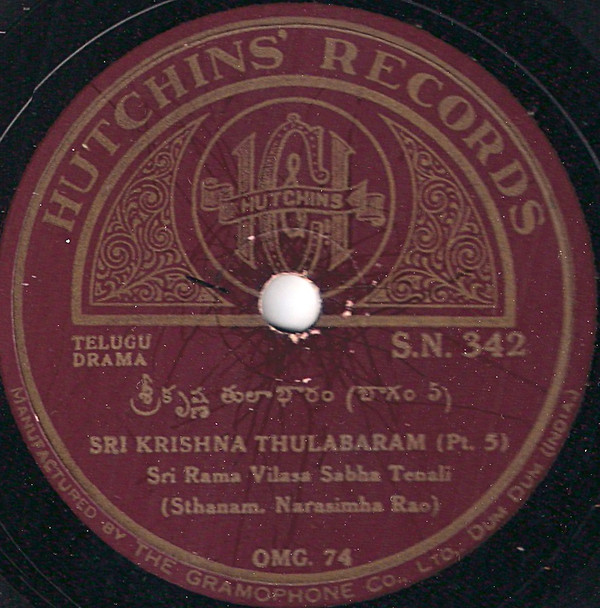 HUTCHINS' RECORDS
HUTCHINS
TELUGU
DRAMA
S.N. 342
శ్రీకృష్ణ తులాభారం (భాగం 5)
SRI KRISHNA THULABARAM (Pt. 5)
Sri Rama Vilasa Sabha Tenali
(Sthanam. Narasimha Rao)
OMG. 74
MANUFACTURED BY THE GRAMOPHONE CO., LTD, DUM DUM (INDIA)